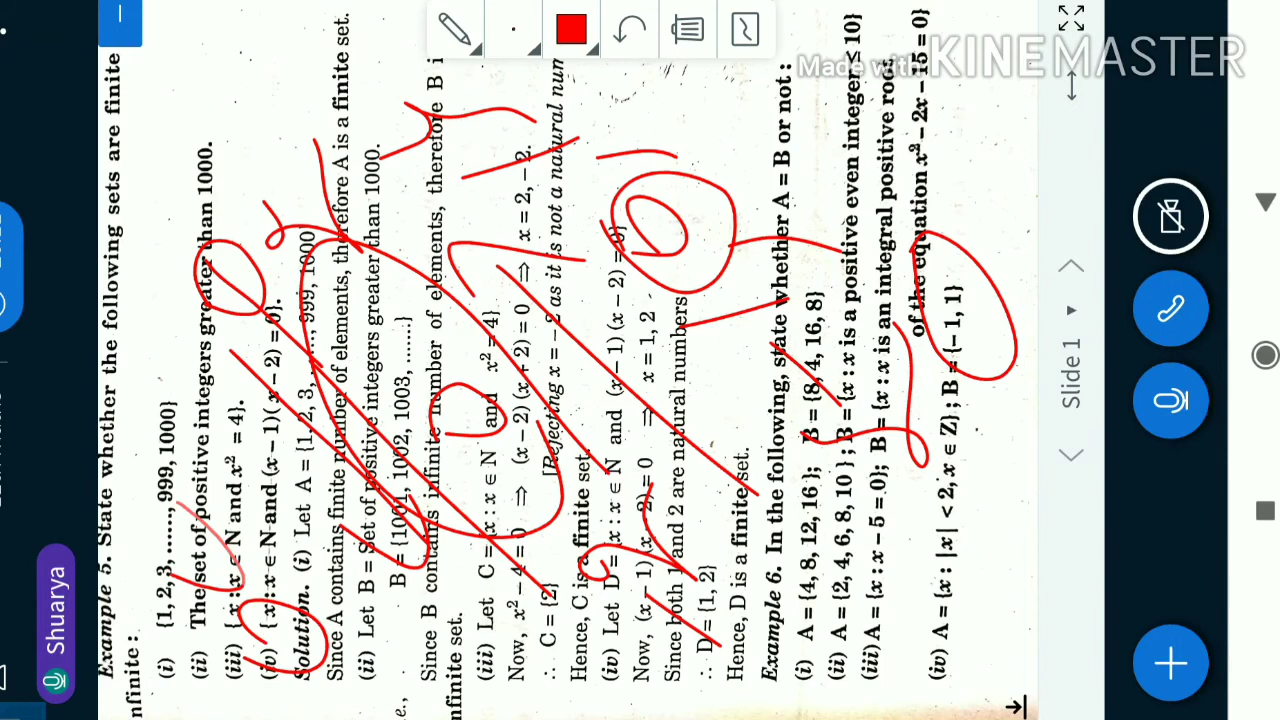 Example 5. State whether the following sets are finite
nfinite :
(i) {1, 2, 3, ......, 999, 1000}
(ii) The set of positive integers greater than 1000.
(iii) {x : x ∈ N and x² = 4}.
(iv) {x : x ∈ N and (x – 1)(x – 2) = 0}.
Solution. (i) Let A = {1, 2, 3, ......, 999, 1000}
Since A contains finite number of elements, therefore A is a finite set.
(ii) Let B = Set of positive integers greater than 1000.
.e., B = {1001, 1002, 1003, .......}
Since B contains infinite number of elements, therefore B i
nfinite set.
(iii) Let C = {x : x ∈ N and x² = 4}
Now, x² – 4 = 0 ⇒ (x – 2) (x + 2) = 0 ⇒ x = 2, – 2.
∴ C = {2} [Rejecting x = – 2 as it is not a natural num
Hence, C is a finite set.
(iv) Let D = {x : x ∈ N and (x – 1) (x – 2) = 0}
Now, (x – 1) (x – 2) = 0 ⇒ x = 1, 2
Since both 1 and 2 are natural numbers
∴ D = {1, 2}
Hence, D is a finite set.
Example 6. In the following, state whether A = B or not :
(i) A = {4, 8, 12, 16 }; B = {8, 4, 16, 8}
(ii) A = {2, 4, 6, 8, 10 } ; B = {x : x is a positive even integer ≤ 10}
(iii) A = {x : x – 5 = 0}; B = {x : x is an integral positive root
of the equation x² – 2x – 15 = 0}
(iv) A = {x : |x| < 2, x ∈ Z} ; B = {–1, 1}
Slide 1
Shuarya
Made with KINEMASTER